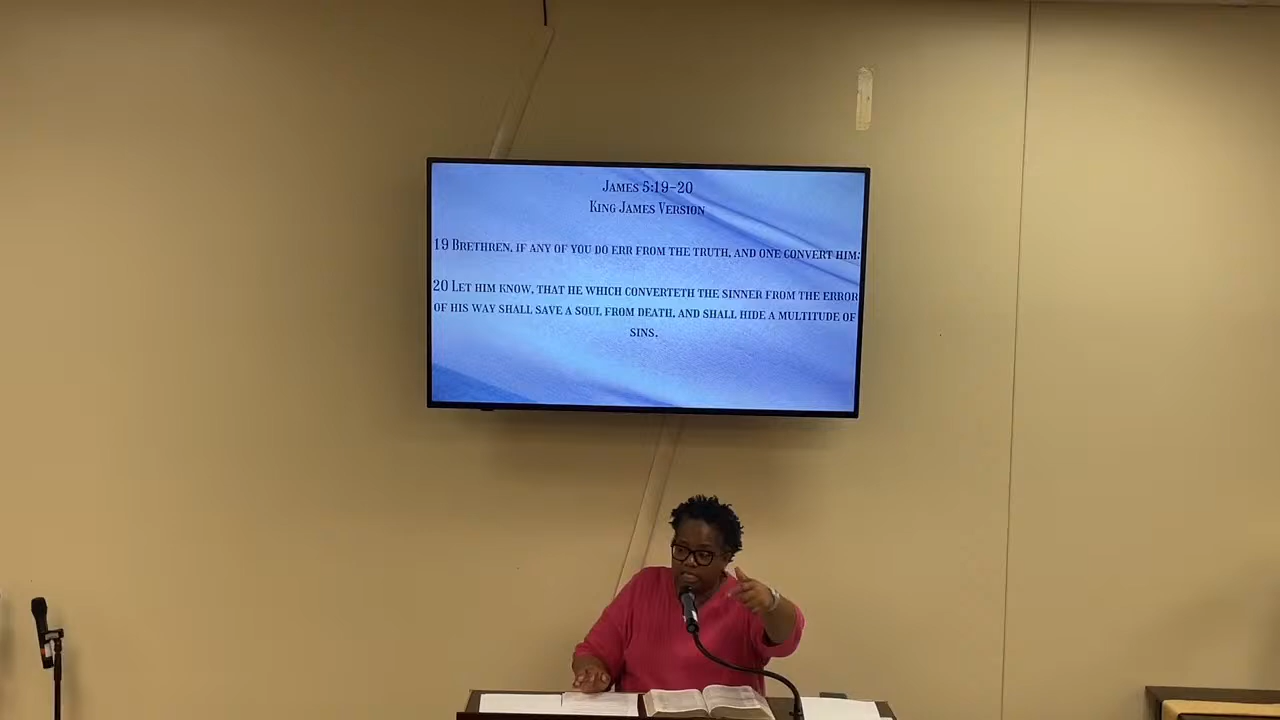 James 5:19-20
King James Version
19 Brethren, if any of you do err from the truth, and one convert him;
20 Let him know, that he which converteth the sinner from the error
of his way shall save a soul from death, and shall hide a multitude of
sins.